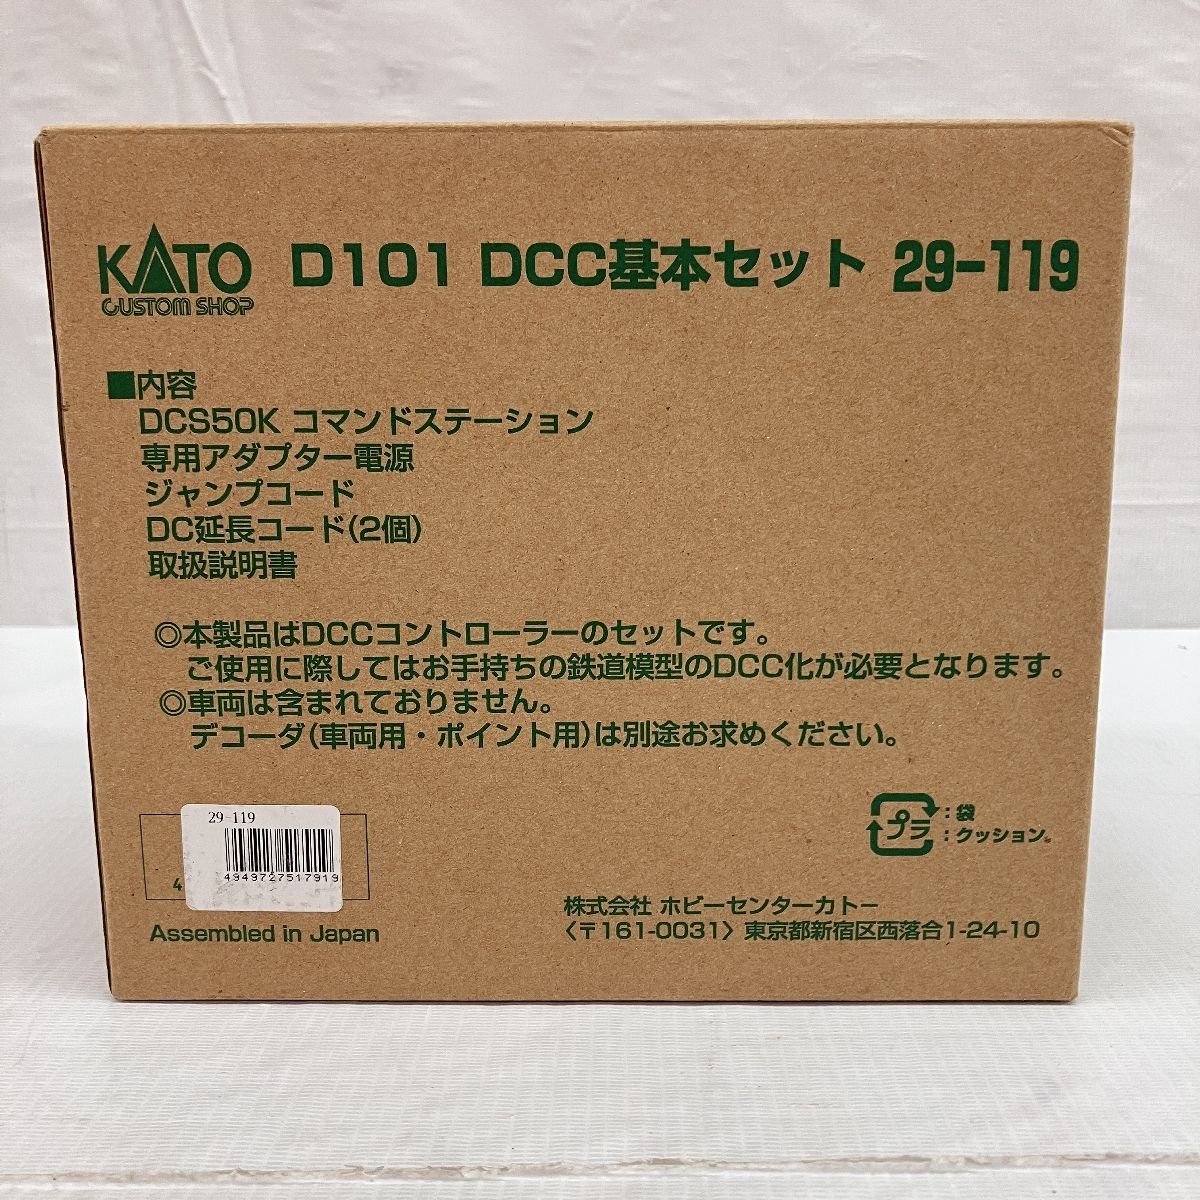 KATO D101 DCC基本セット 29-119
CUSTOM SHOP
■内容
DCS50K コマンドステーション
専用アダプター電源
ジャンプコード
DC延長コード(2個)
取扱説明書
◎本製品はDCCコントローラーのセットです。
ご使用に際してはお手持ちの鉄道模型のDCC化が必要となります。
◎車両は含まれておりません。
デコーダ(車両用・ポイント用)は別途お求めください。
プラ
:袋
:クッション
29-119
4949727517919
4
Assembled in Japan
株式会社 ホビーセンターカトー
〈〒161-0031〉東京都新宿区西落合1-24-10